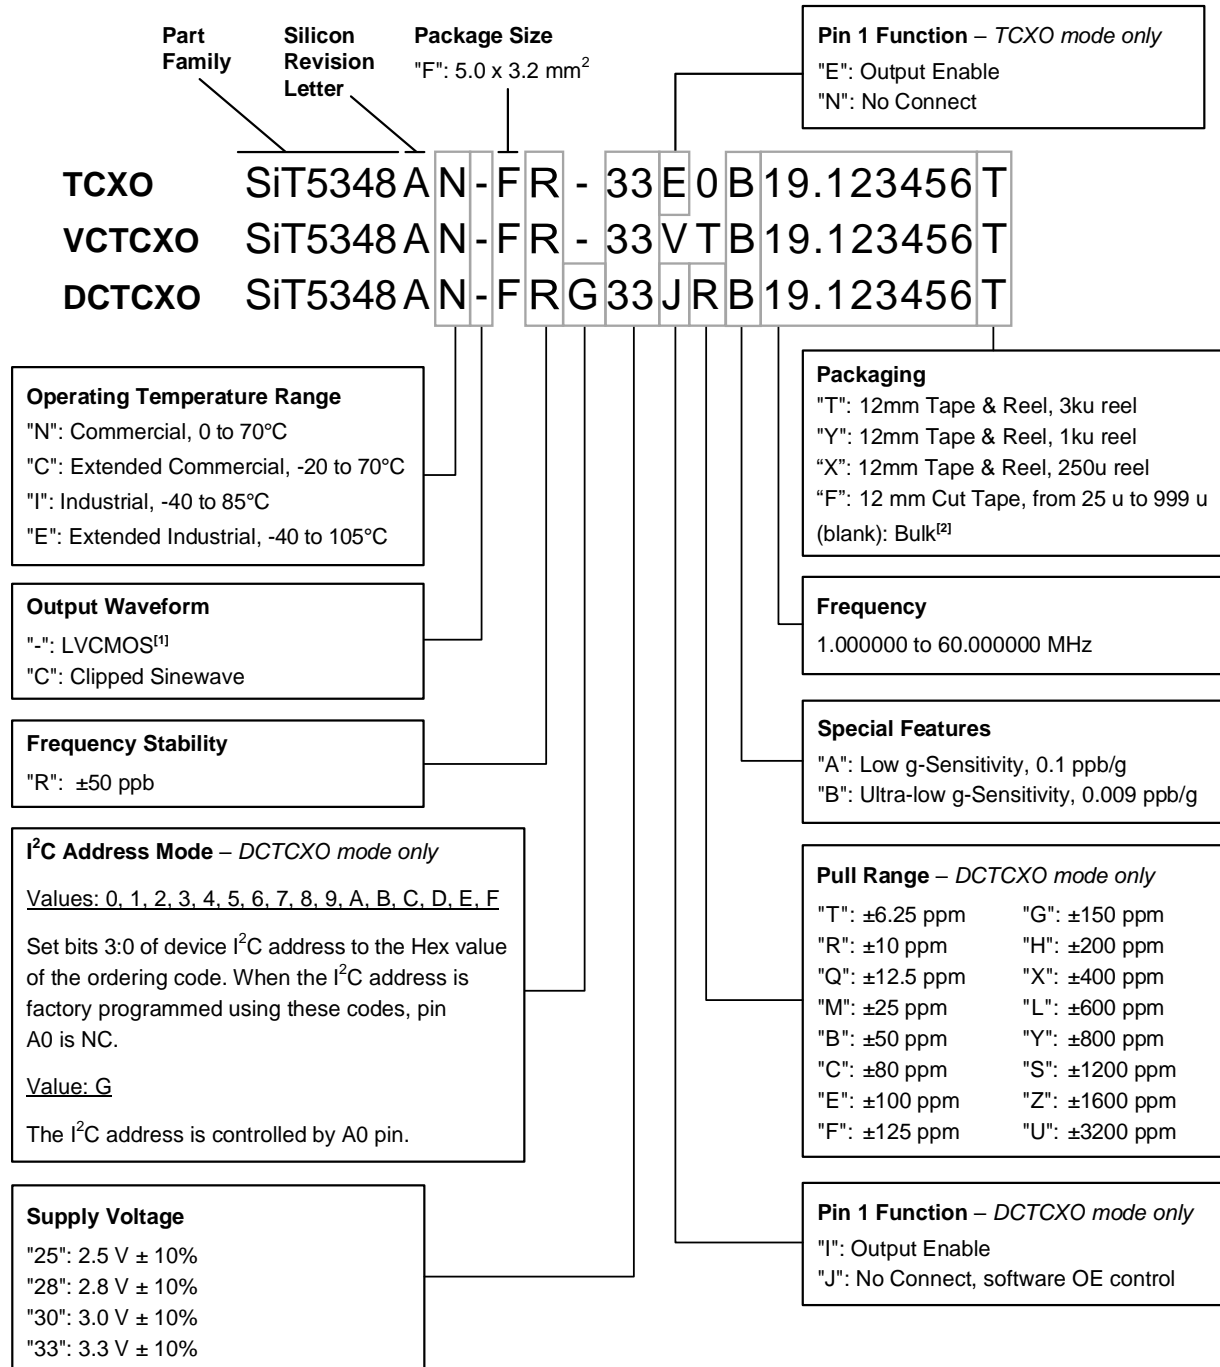 Part Family
Silicon Revision Letter
Package Size
"F": 5.0 x 3.2 mm²
Pin 1 Function – TCXO mode only
"E": Output Enable
"N": No Connect
TCXO SiT5348 A N - F R - 33 E 0 B 19.123456 T
VCTCXO SiT5348 A N - F R - 33 V T B 19.123456 T
DCTCXO SiT5348 A N - F R G 33 J R B 19.123456 T
Operating Temperature Range
"N": Commercial, 0 to 70°C
"C": Extended Commercial, -20 to 70°C
"I": Industrial, -40 to 85°C
"E": Extended Industrial, -40 to 105°C
Output Waveform
"-": LVCMOS[1]
"C": Clipped Sinewave
Frequency Stability
"R": ±50 ppb
I²C Address Mode – DCTCXO mode only
Values: 0, 1, 2, 3, 4, 5, 6, 7, 8, 9, A, B, C, D, E, F
Set bits 3:0 of device I²C address to the Hex value
of the ordering code. When the I²C address is
factory programmed using these codes, pin
A0 is NC.
Value: G
The I²C address is controlled by A0 pin.
Supply Voltage
"25": 2.5 V ± 10%
"28": 2.8 V ± 10%
"30": 3.0 V ± 10%
"33": 3.3 V ± 10%
Packaging
"T": 12mm Tape & Reel, 3ku reel
"Y": 12mm Tape & Reel, 1ku reel
“X”: 12mm Tape & Reel, 250u reel
“F”: 12 mm Cut Tape, from 25 u to 999 u
(blank): Bulk[2]
Frequency
1.000000 to 60.000000 MHz
Special Features
"A": Low g-Sensitivity, 0.1 ppb/g
"B": Ultra-low g-Sensitivity, 0.009 ppb/g
Pull Range – DCTCXO mode only
"T": ±6.25 ppm "G": ±150 ppm
"R": ±10 ppm "H": ±200 ppm
"Q": ±12.5 ppm "X": ±400 ppm
"M": ±25 ppm "L": ±600 ppm
"B": ±50 ppm "Y": ±800 ppm
"C": ±80 ppm "S": ±1200 ppm
"E": ±100 ppm "Z": ±1600 ppm
"F": ±125 ppm "U": ±3200 ppm
Pin 1 Function – DCTCXO mode only
"I": Output Enable
"J": No Connect, software OE control